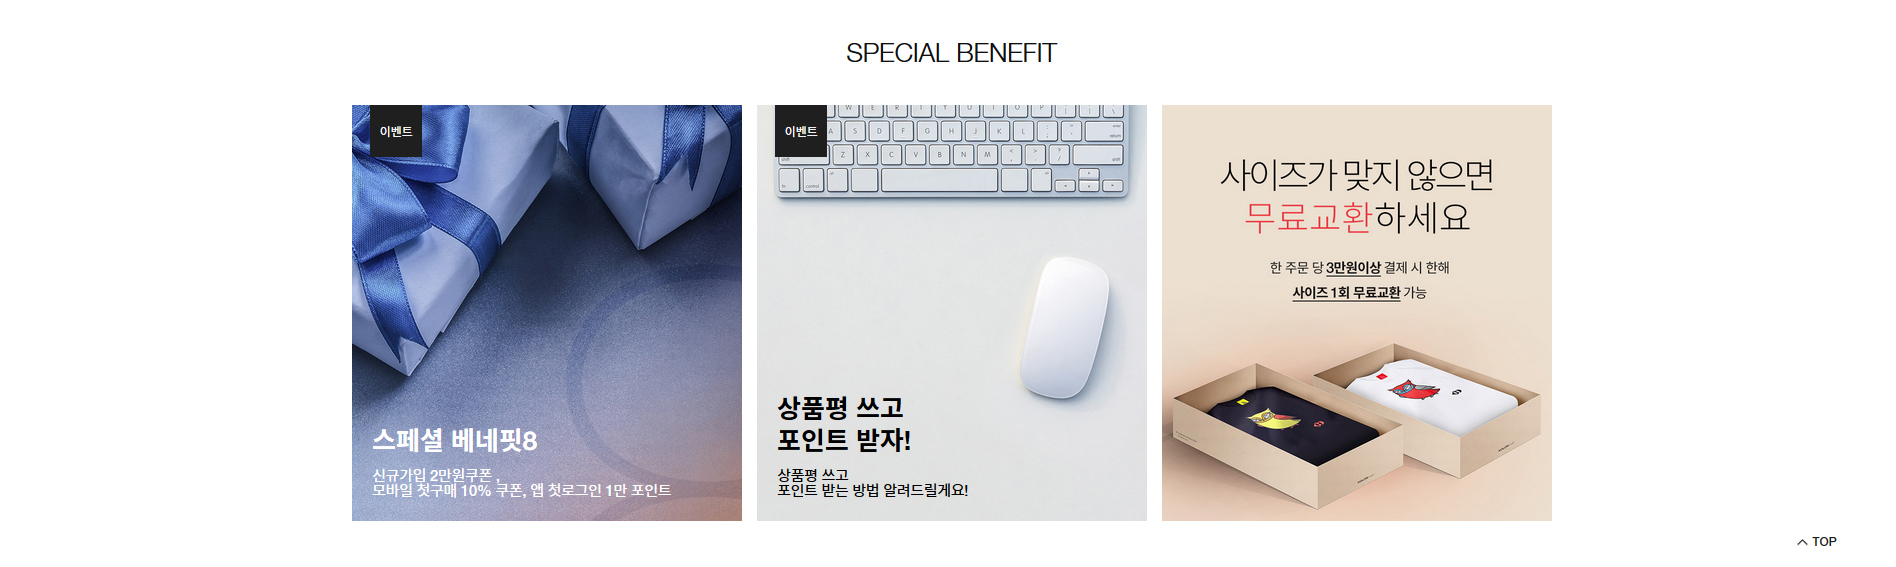 SPECIAL BENEFIT
이벤트
스페셜 베네핏8
신규가입 2만원쿠폰 ,
모바일 첫구매 10% 쿠폰, 앱 첫로그인 1만 포인트
이벤트
W E R T Y U I O P
A S D F G H J K L
return
shift
Z X C V B N M
shift
fn
control
상품평 쓰고
포인트 받자!
상품평 쓰고
포인트 받는 방법 알려드릴게요!
사이즈가 맞지 않으면
무료교환하세요
한 주문 당 3만원이상 결제 시 한해
사이즈 1회 무료교환 가능
TOP